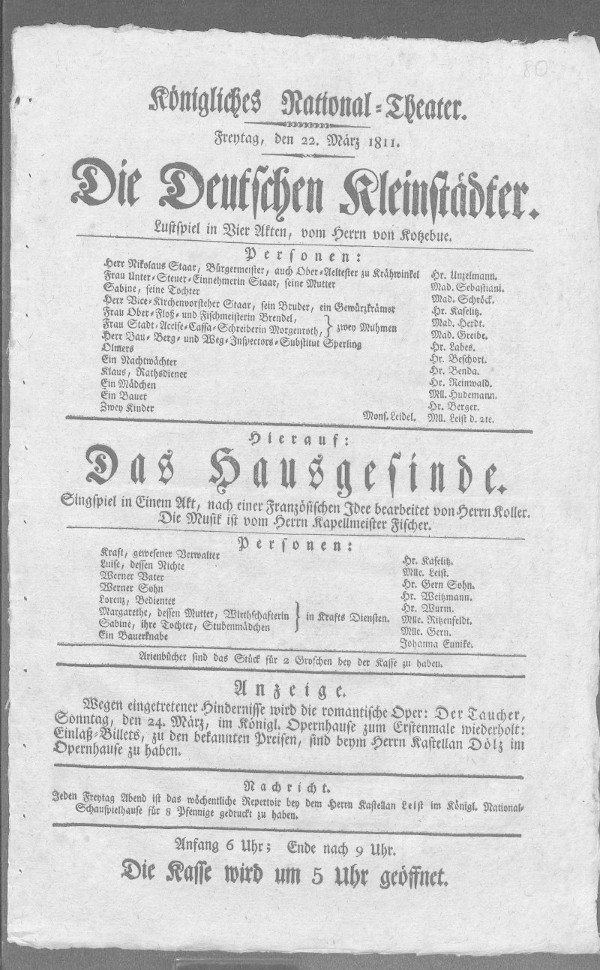 Königliches National-Theater.
Freytag, den 22. März 1811.
Die Deutschen Kleinstädter.
Lustspiel in Vier Akten, vom Herrn von Kotzebue.
Personen:
Herr Nikolaus Staar, Bürgermeister, auch Ober-Aeltester zu Krähwinkel Hr. Unzelmann.
Frau Unter-Steuer-Einnehmerin Staar, seine Mutter Mad. Sebastiani.
Sabine, seine Tochter Mad. Schröck.
Herr Vice-Kirchenvorsteher Staar, sein Bruder, ein Gewürzkrämer Hr. Kaselitz.
Frau Ober-Floß- und Fischmeisterin Brendel, Mad. Herdt.
Frau Stadt-Accise-Cassa-Schreiberin Morgenroth, } zwey Muhmen Mad. Greibe.
Herr Bau- Berg- und Weg-Inspectors-Substitut Sperling Hr. Labes.
Olmers Hr. Beschort.
Ein Nachtwächter Hr. Benda.
Klaus, Rathsdiener Hr. Reinwald.
Ein Mädchen Mll. Hudemann.
Ein Bauer Hr. Berger.
Zwey Kinder Mons. Leidel. Mll. Leist d. 2te.
Hierauf:
Das Hausgesinde.
Singspiel in Einem Akt, nach einer Französischen Idee bearbeitet von Herrn Koller.
Die Musik ist vom Herrn Kapellmeister Fischer.
Personen:
Kraft, gewesener Verwalter Hr. Kaselitz.
Luise, dessen Nichte Mlle. Leist.
Werner Vater Hr. Gern Sohn.
Werner Sohn Hr. Weitzmann.
Lorenz, Bedienter Hr. Wurm.
Margarethe, dessen Mutter, Wirthschafterin } in Krafts Diensten. Mlle. Ritzenfeldt.
Sabine, ihre Tochter, Stubenmädchen Mlle. Gern.
Ein Bauerknabe Johanna Eunike.
Arienbücher sind das Stück für 2 Groschen bey der Kasse zu haben.
Anzeige.
Wegen eingetretener Hindernisse wird die romantische Oper: Der Taucher,
Sonntag, den 24. März, im Königl. Opernhause zum Erstenmale wiederholt:
Einlaß-Billets, zu den bekannten Preisen, sind beym Herrn Kastellan Dölz im
Opernhause zu haben.
Nachricht.
Jeden Freytag Abend ist das wöchentliche Repertoir bey dem Herrn Kastellan Leist im Königl. National-
Schauspielhause für 8 Pfennige gedruckt zu haben.
Anfang 6 Uhr; Ende nach 9 Uhr.
Die Kasse wird um 5 Uhr geöffnet.